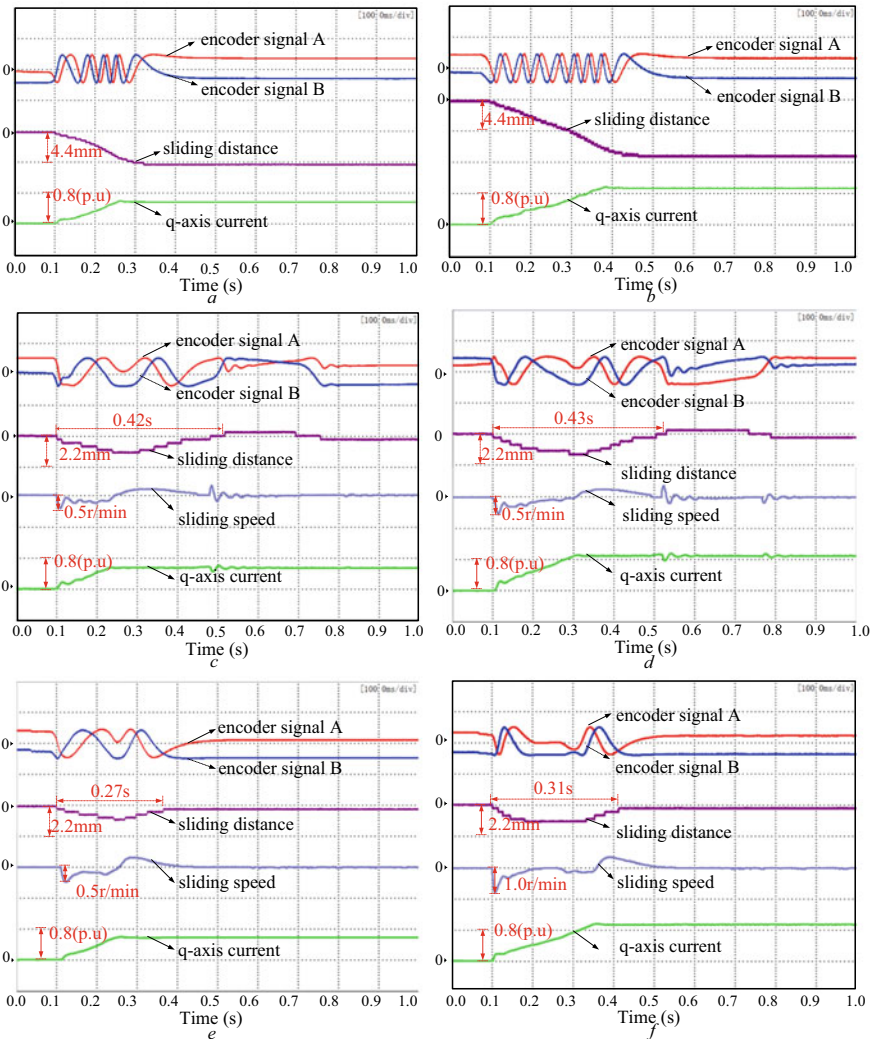 [100.0ms/div]
encoder signal A
0
encoder signal B
0
4.4mm
sliding distance
0.8(p.u)
0
q-axis current
0.0 0.1 0.2 0.3 0.4 0.5 0.6 0.7 0.8 0.9 1.0
Time (s)
a
[100.0ms/div]
encoder signal A
0
encoder signal B
0
4.4mm
sliding distance
0.8(p.u)
q-axis current
0
0.0 0.1 0.2 0.3 0.4 0.5 0.6 0.7 0.8 0.9 1.0
Time (s)
b
[100.0ms/div]
encoder signal A
0
encoder signal B
0.42s
0
2.2mm
sliding distance
0
0.5r/min
sliding speed
0.8(p.u)
q-axis current
0
0.0 0.1 0.2 0.3 0.4 0.5 0.6 0.7 0.8 0.9 1.0
Time (s)
c
[100.0ms/div]
encoder signal A
0
encoder signal B
0.43s
0
2.2mm
sliding distance
0
0.5r/min
sliding speed
0.8(p.u)
q-axis current
0
0.0 0.1 0.2 0.3 0.4 0.5 0.6 0.7 0.8 0.9 1.0
Time (s)
d
[100.0ms/div]
encoder signal A
0
encoder signal B
0.27s
0
2.2mm
sliding distance
0
0.5r/min
sliding speed
0.8(p.u)
q-axis current
0
0.0 0.1 0.2 0.3 0.4 0.5 0.6 0.7 0.8 0.9 1.0
Time (s)
e
[100.0ms/div]
encoder signal A
0
encoder signal B
0.31s
0
2.2mm
sliding distance
0
1.0r/min
sliding speed
0.8(p.u)
q-axis current
0
0.0 0.1 0.2 0.3 0.4 0.5 0.6 0.7 0.8 0.9 1.0
Time (s)
f